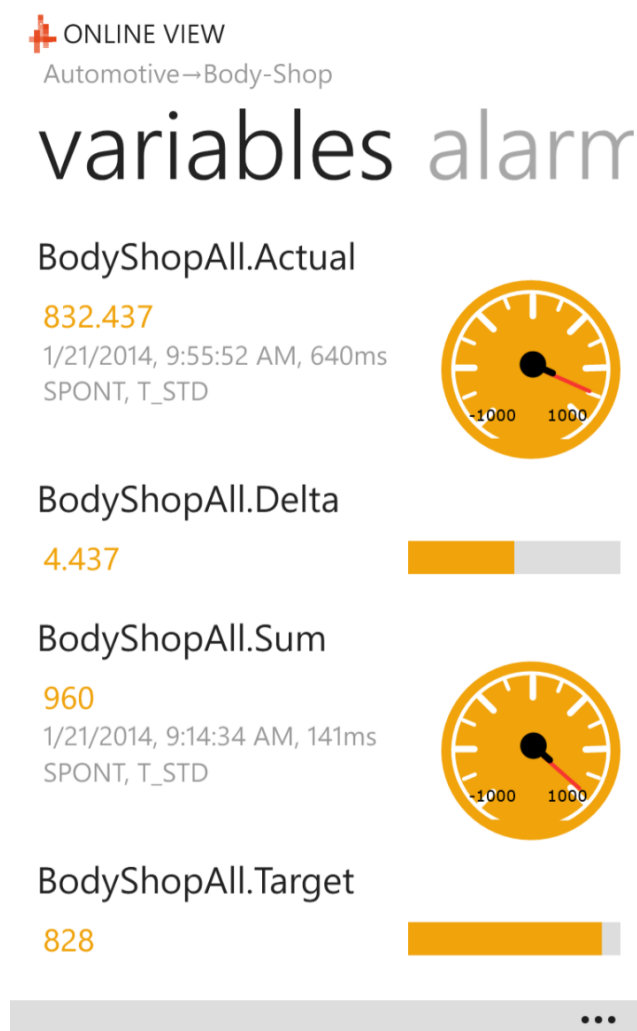 ONLINE VIEW
Automotive→Body-Shop
variables alarm
BodyShopAll.Actual
832.437
1/21/2014, 9:55:52 AM, 640ms
SPONT, T_STD
-1000 1000
BodyShopAll.Delta
4.437
BodyShopAll.Sum
960
1/21/2014, 9:14:34 AM, 141ms
SPONT, T_STD
-1000 1000
BodyShopAll.Target
828